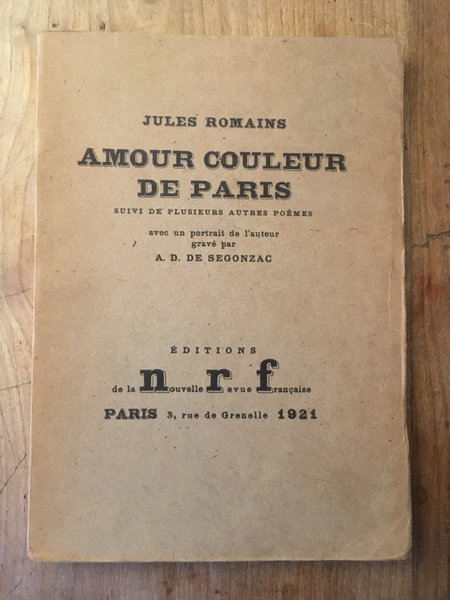 JULES ROMAINS
AMOUR COULEUR
DE PARIS
SUIVI DE PLUSIEURS AUTRES POÈMES
avec un portrait de l'auteur
gravé par
A. D. DE SEGONZAC
ÉDITIONS
de la nouvelle revue française
PARIS 3, rue de Grenelle 1921